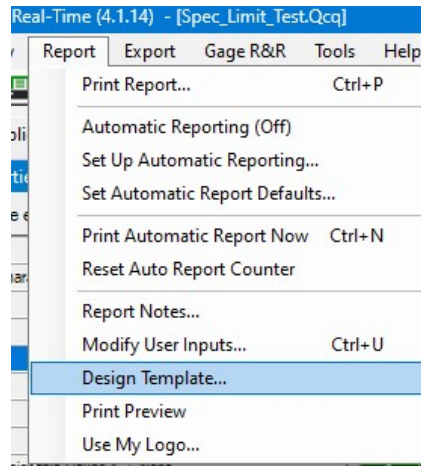 Real-Time (4.1.14) - [Spec_Limit_Test.Qcq]
Report Export Gage R&R Tools Help
Print Report... Ctrl+P
Automatic Reporting (Off)
Set Up Automatic Reporting...
Set Automatic Report Defaults...
Print Automatic Report Now Ctrl+N
Reset Auto Report Counter
Report Notes...
Modify User Inputs... Ctrl+U
Design Template...
Print Preview
Use My Logo...